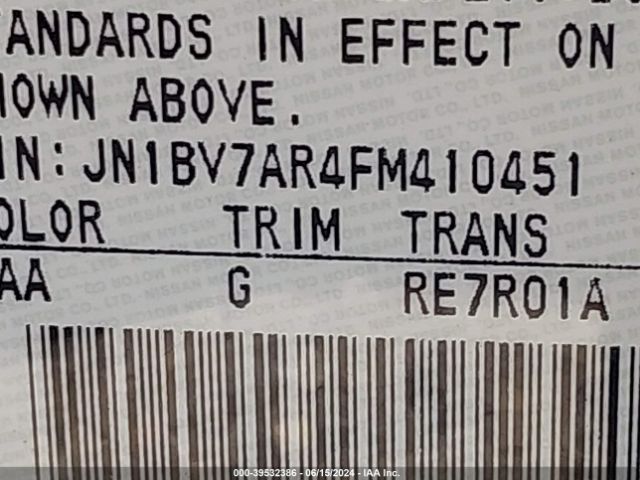 TANDARDS IN EFFECT ON
HOWN ABOVE.
IN: JN1BV7AR4FM410451
OLOR TRIM TRANS
AA G RE7R01A
000-39532386 - 06/15/2024 - IAA Inc.